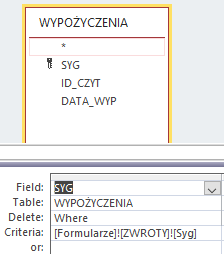 WYPOŻYCZENIA
*
SYG
ID_CZYT
DATA_WYP
Field: SYG
Table: WYPOŻYCZENIA
Delete: Where
Criteria: [Formularze]![ZWROTY]![Syg]
or: